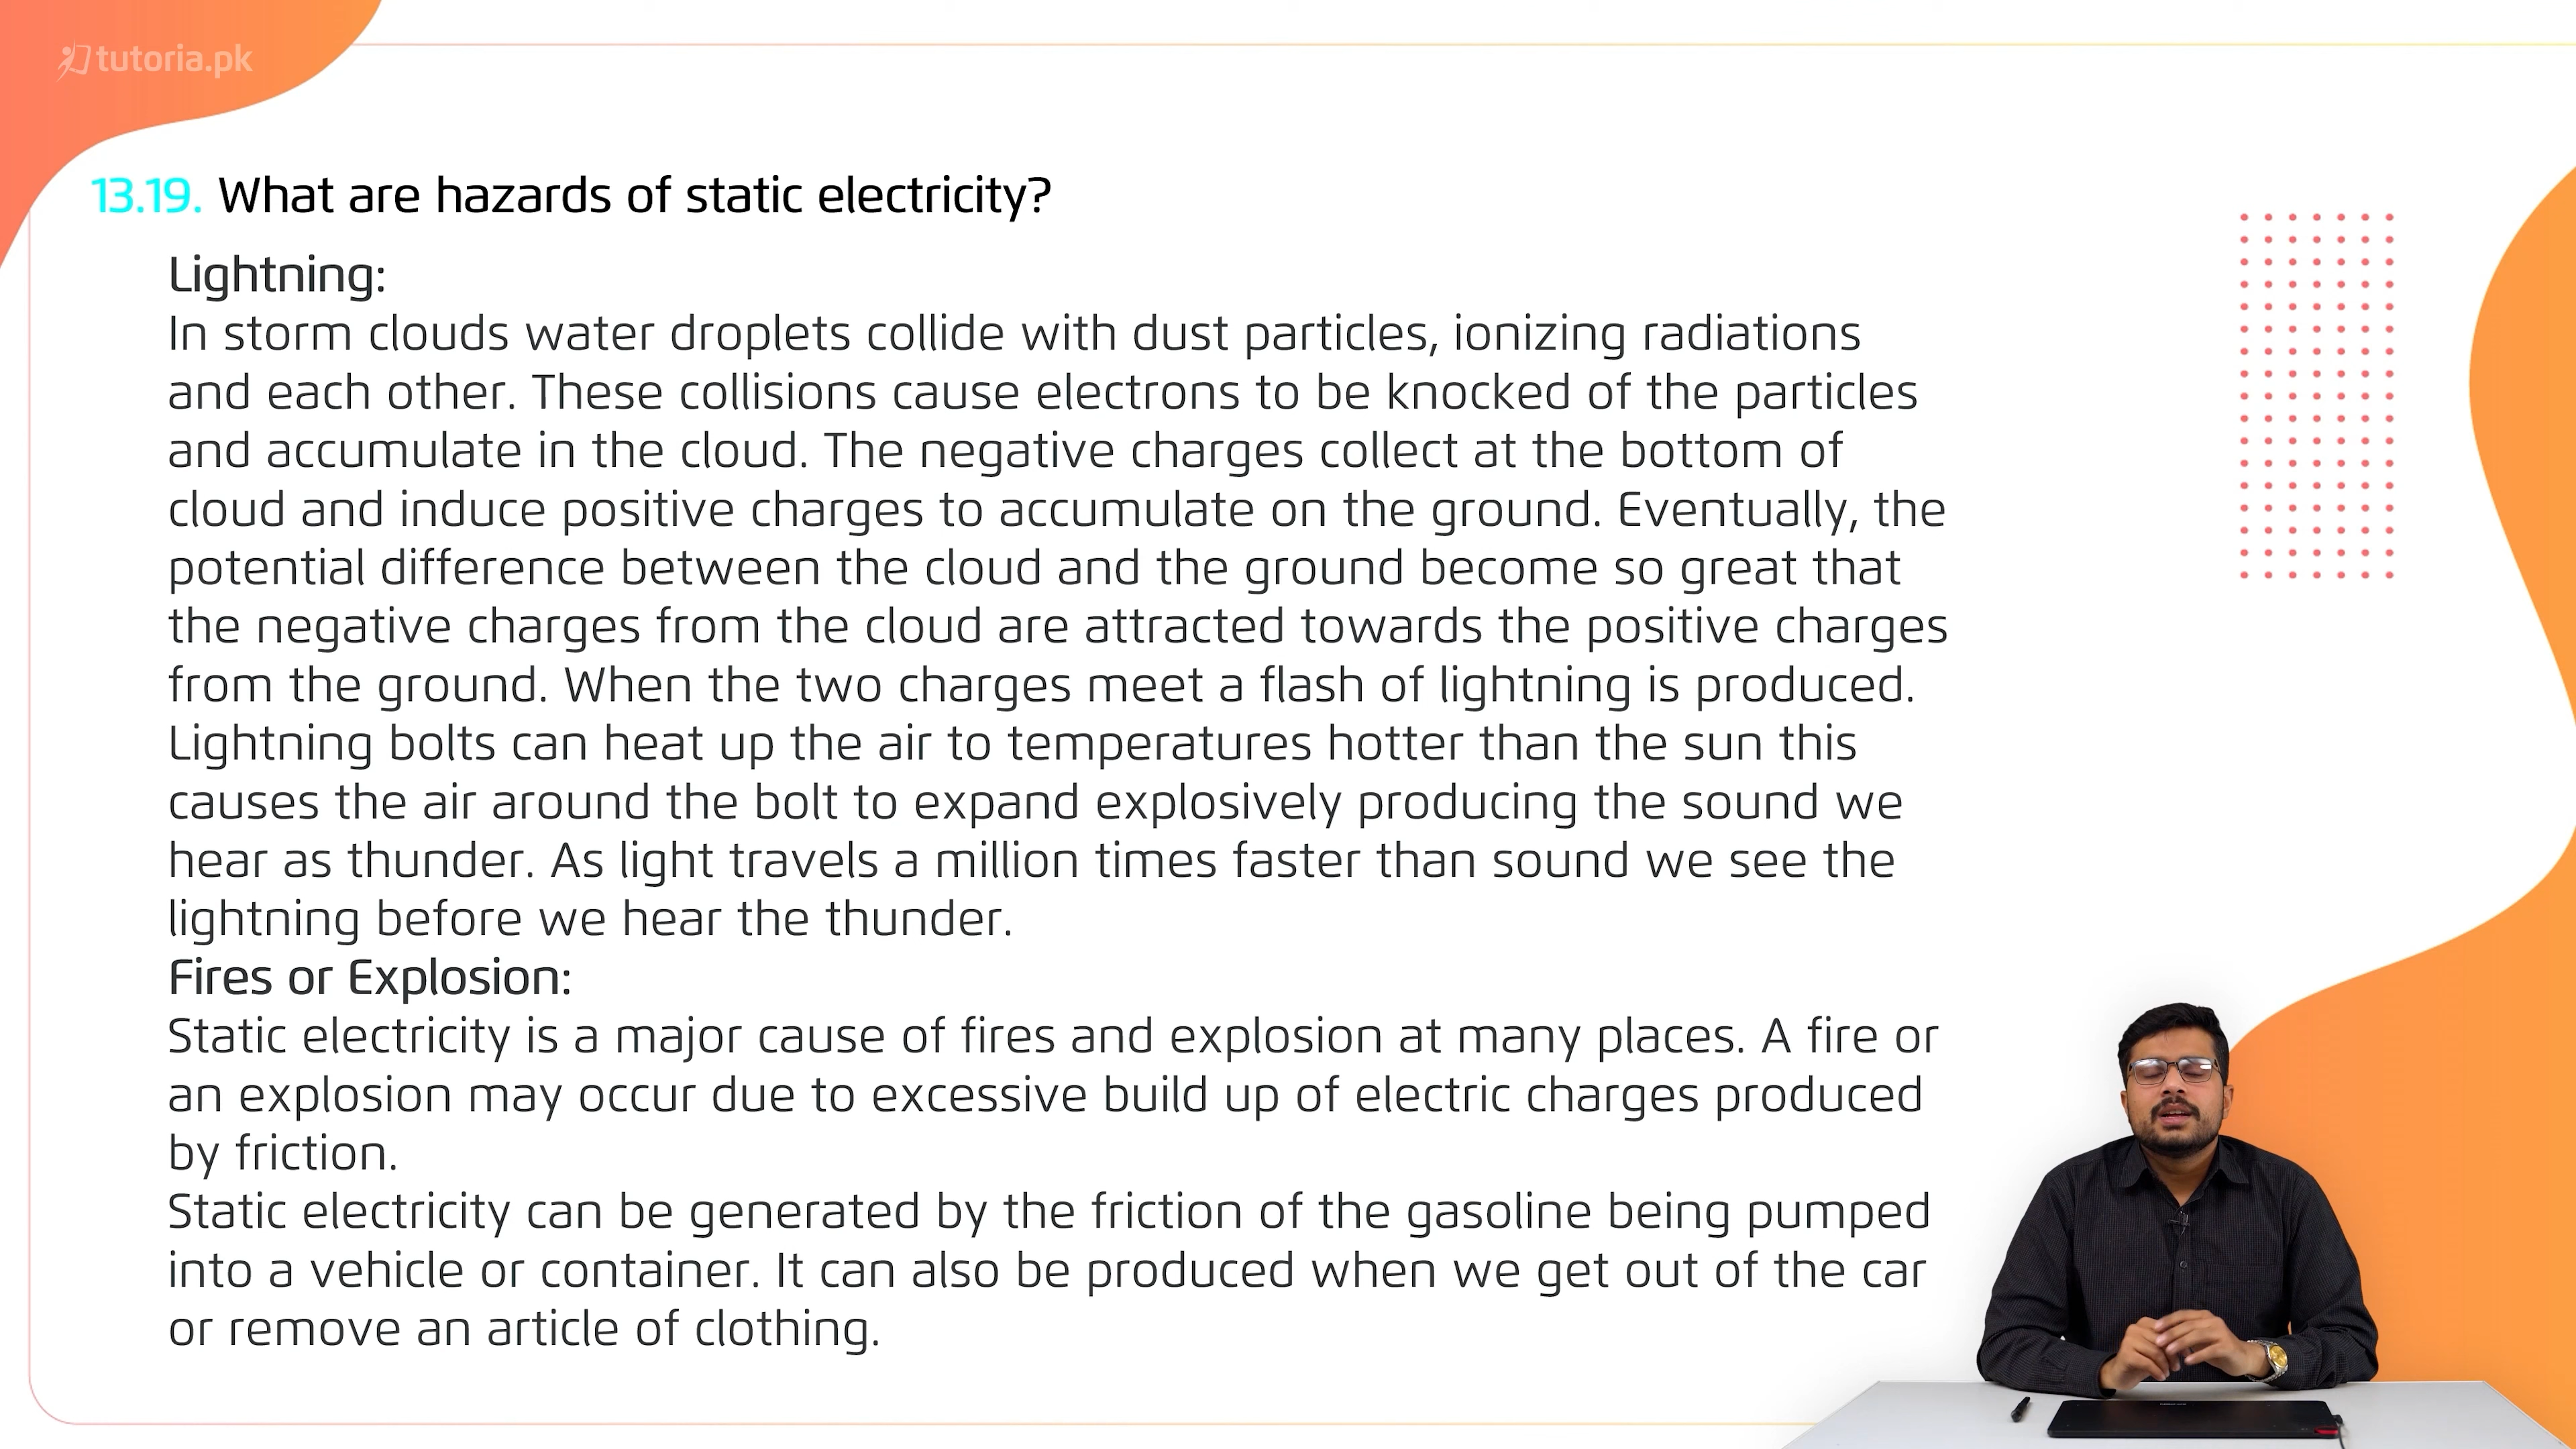 tutoria.pk
13.19. What are hazards of static electricity?
Lightning:
In storm clouds water droplets collide with dust particles, ionizing radiations
and each other. These collisions cause electrons to be knocked of the particles
and accumulate in the cloud. The negative charges collect at the bottom of
cloud and induce positive charges to accumulate on the ground. Eventually, the
potential difference between the cloud and the ground become so great that
the negative charges from the cloud are attracted towards the positive charges
from the ground. When the two charges meet a flash of lightning is produced.
Lightning bolts can heat up the air to temperatures hotter than the sun this
causes the air around the bolt to expand explosively producing the sound we
hear as thunder. As light travels a million times faster than sound we see the
lightning before we hear the thunder.
Fires or Explosion:
Static electricity is a major cause of fires and explosion at many places. A fire or
an explosion may occur due to excessive build up of electric charges produced
by friction.
Static electricity can be generated by the friction of the gasoline being pumped
into a vehicle or container. It can also be produced when we get out of the car
or remove an article of clothing.